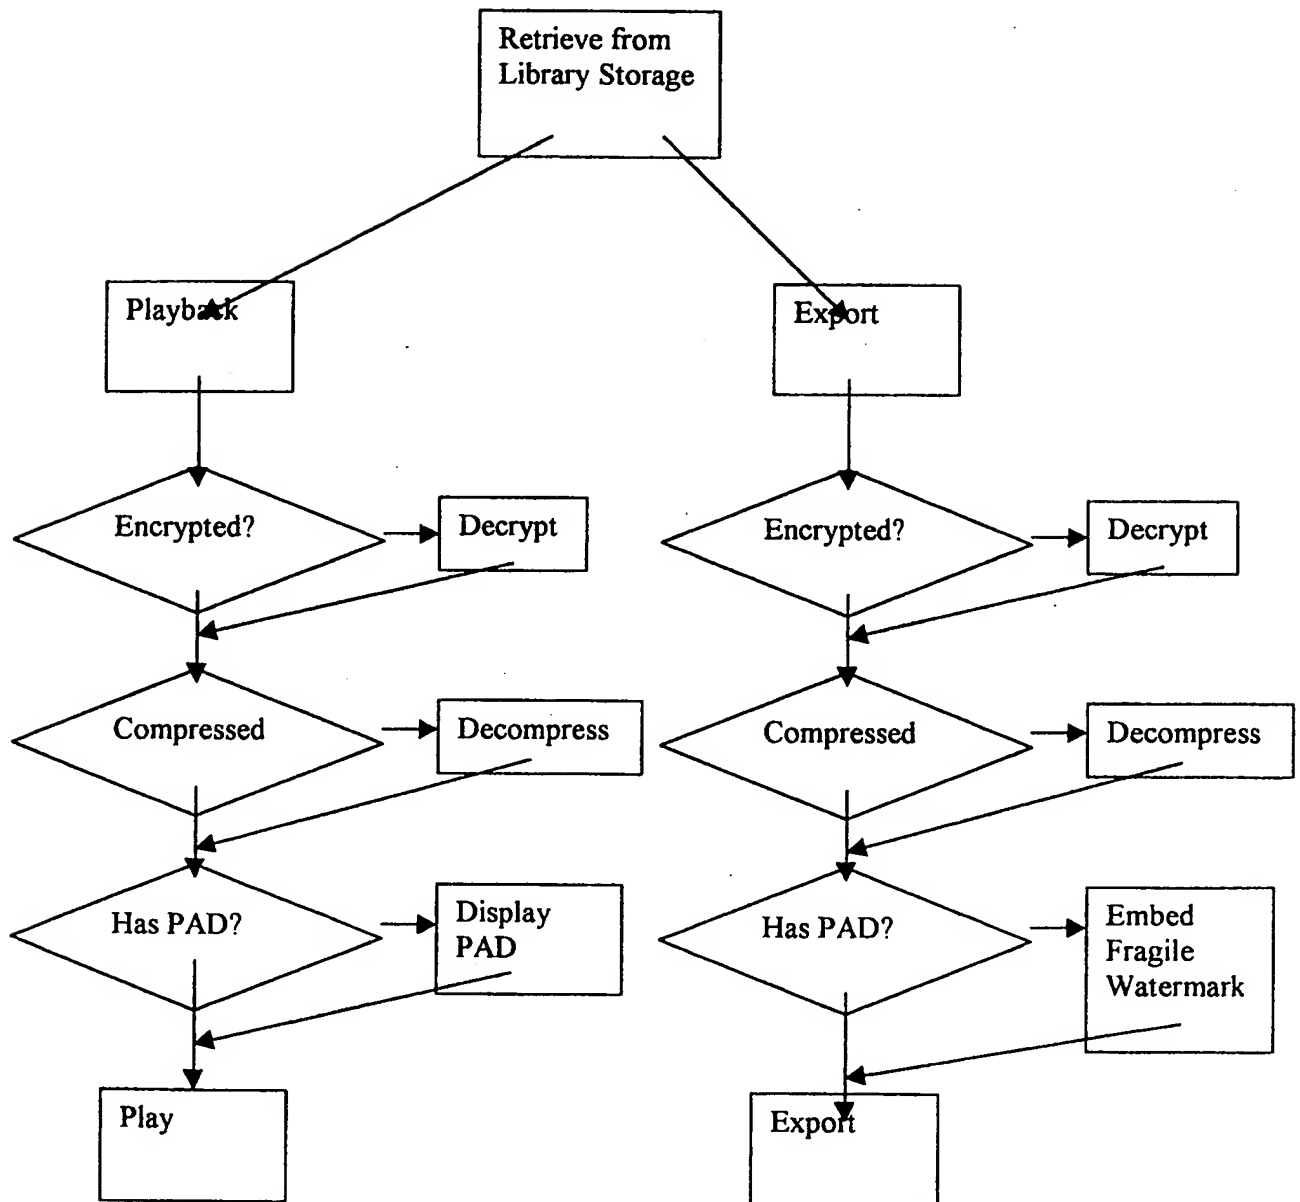 Retrieve from
Library Storage
Playback
Export
Encrypted?
Decrypt
Encrypted?
Decrypt
Compressed
Decompress
Compressed
Decompress
Has PAD?
Display
PAD
Has PAD?
Embed
Fragile
Watermark
Play
Export